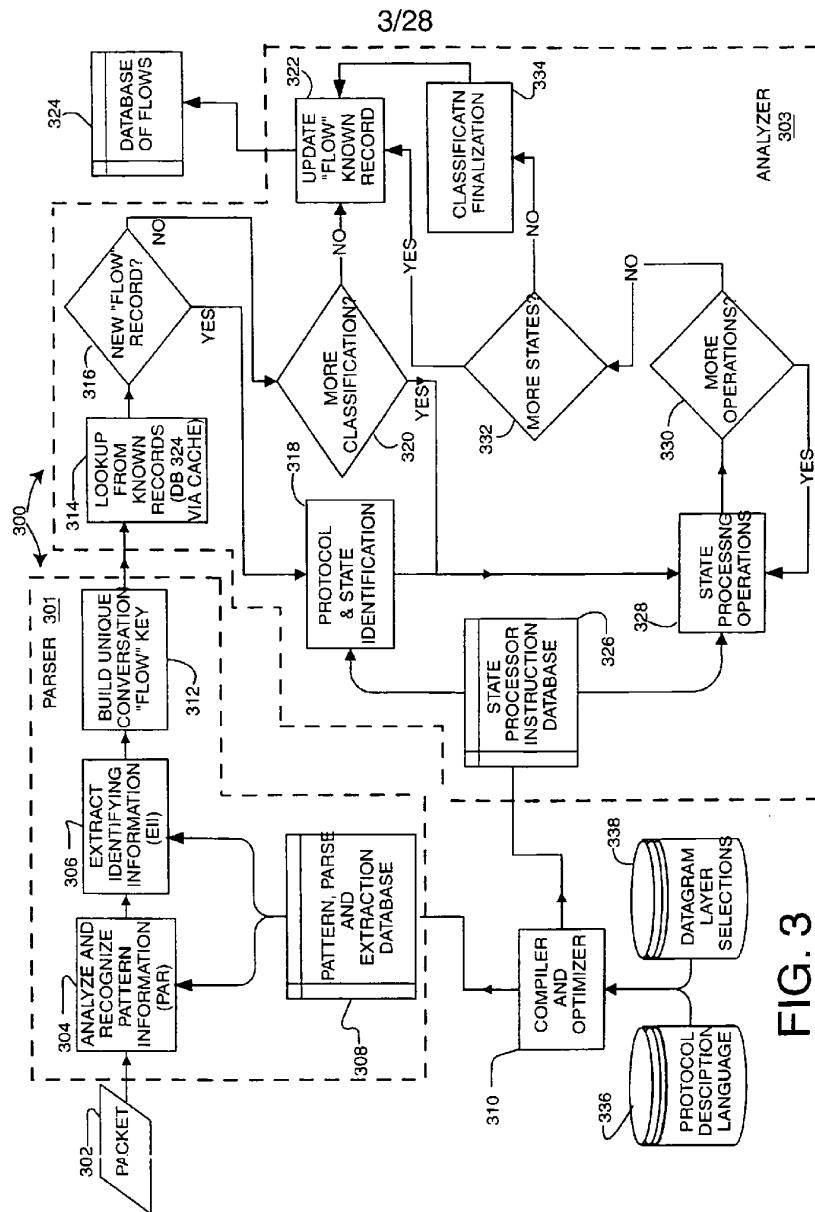 3/28
300
PARSER 301
302
PACKET
304
ANALYZE AND
RECOGNIZE
PATTERN
INFORMATION
(PAR)
306
EXTRACT
IDENTIFYING
INFORMATION
(EII)
BUILD UNIQUE
CONVERSATION
"FLOW" KEY
312
PATTERN, PARSE
AND
EXTRACTION
DATABASE
308
314
LOOKUP
FROM
KNOWN
RECORDS
(DB 324
VIA CACHE)
316
NEW "FLOW"
RECORD?
NO
YES
324
DATABASE
OF FLOWS
322
UPDATE
"FLOW"
KNOWN
RECORD
318
PROTOCOL
& STATE
IDENTIFICATION
MORE
CLASSIFICATION?
320
NO
YES
CLASSIFICATN
FINALIZATION
334
YES
NO
MORE STATES?
332
NO
STATE
PROCESSOR
INSTRUCTION
DATABASE
326
328
STATE
PROCESSNG
OPERATIONS
MORE
OPERATIONS?
330
YES
ANALYZER
303
COMPILER
AND
OPTIMIZER
310
336
PROTOCOL
DESCIPTION
LANGUAGE
338
DATAGRAM
LAYER
SELECTIONS
FIG. 3